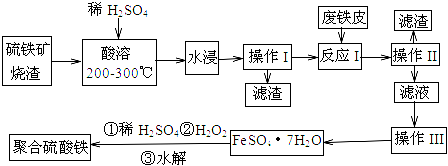 稀 H₂SO₄
硫铁矿
烧渣
酸溶
200-300℃
水浸
操作 I
滤渣
废铁皮
反应 I
滤渣
操作 II
滤液
操作 III
FeSO₄•7H₂O
①稀 H₂SO₄②H₂O₂
③水解
聚合硫酸铁